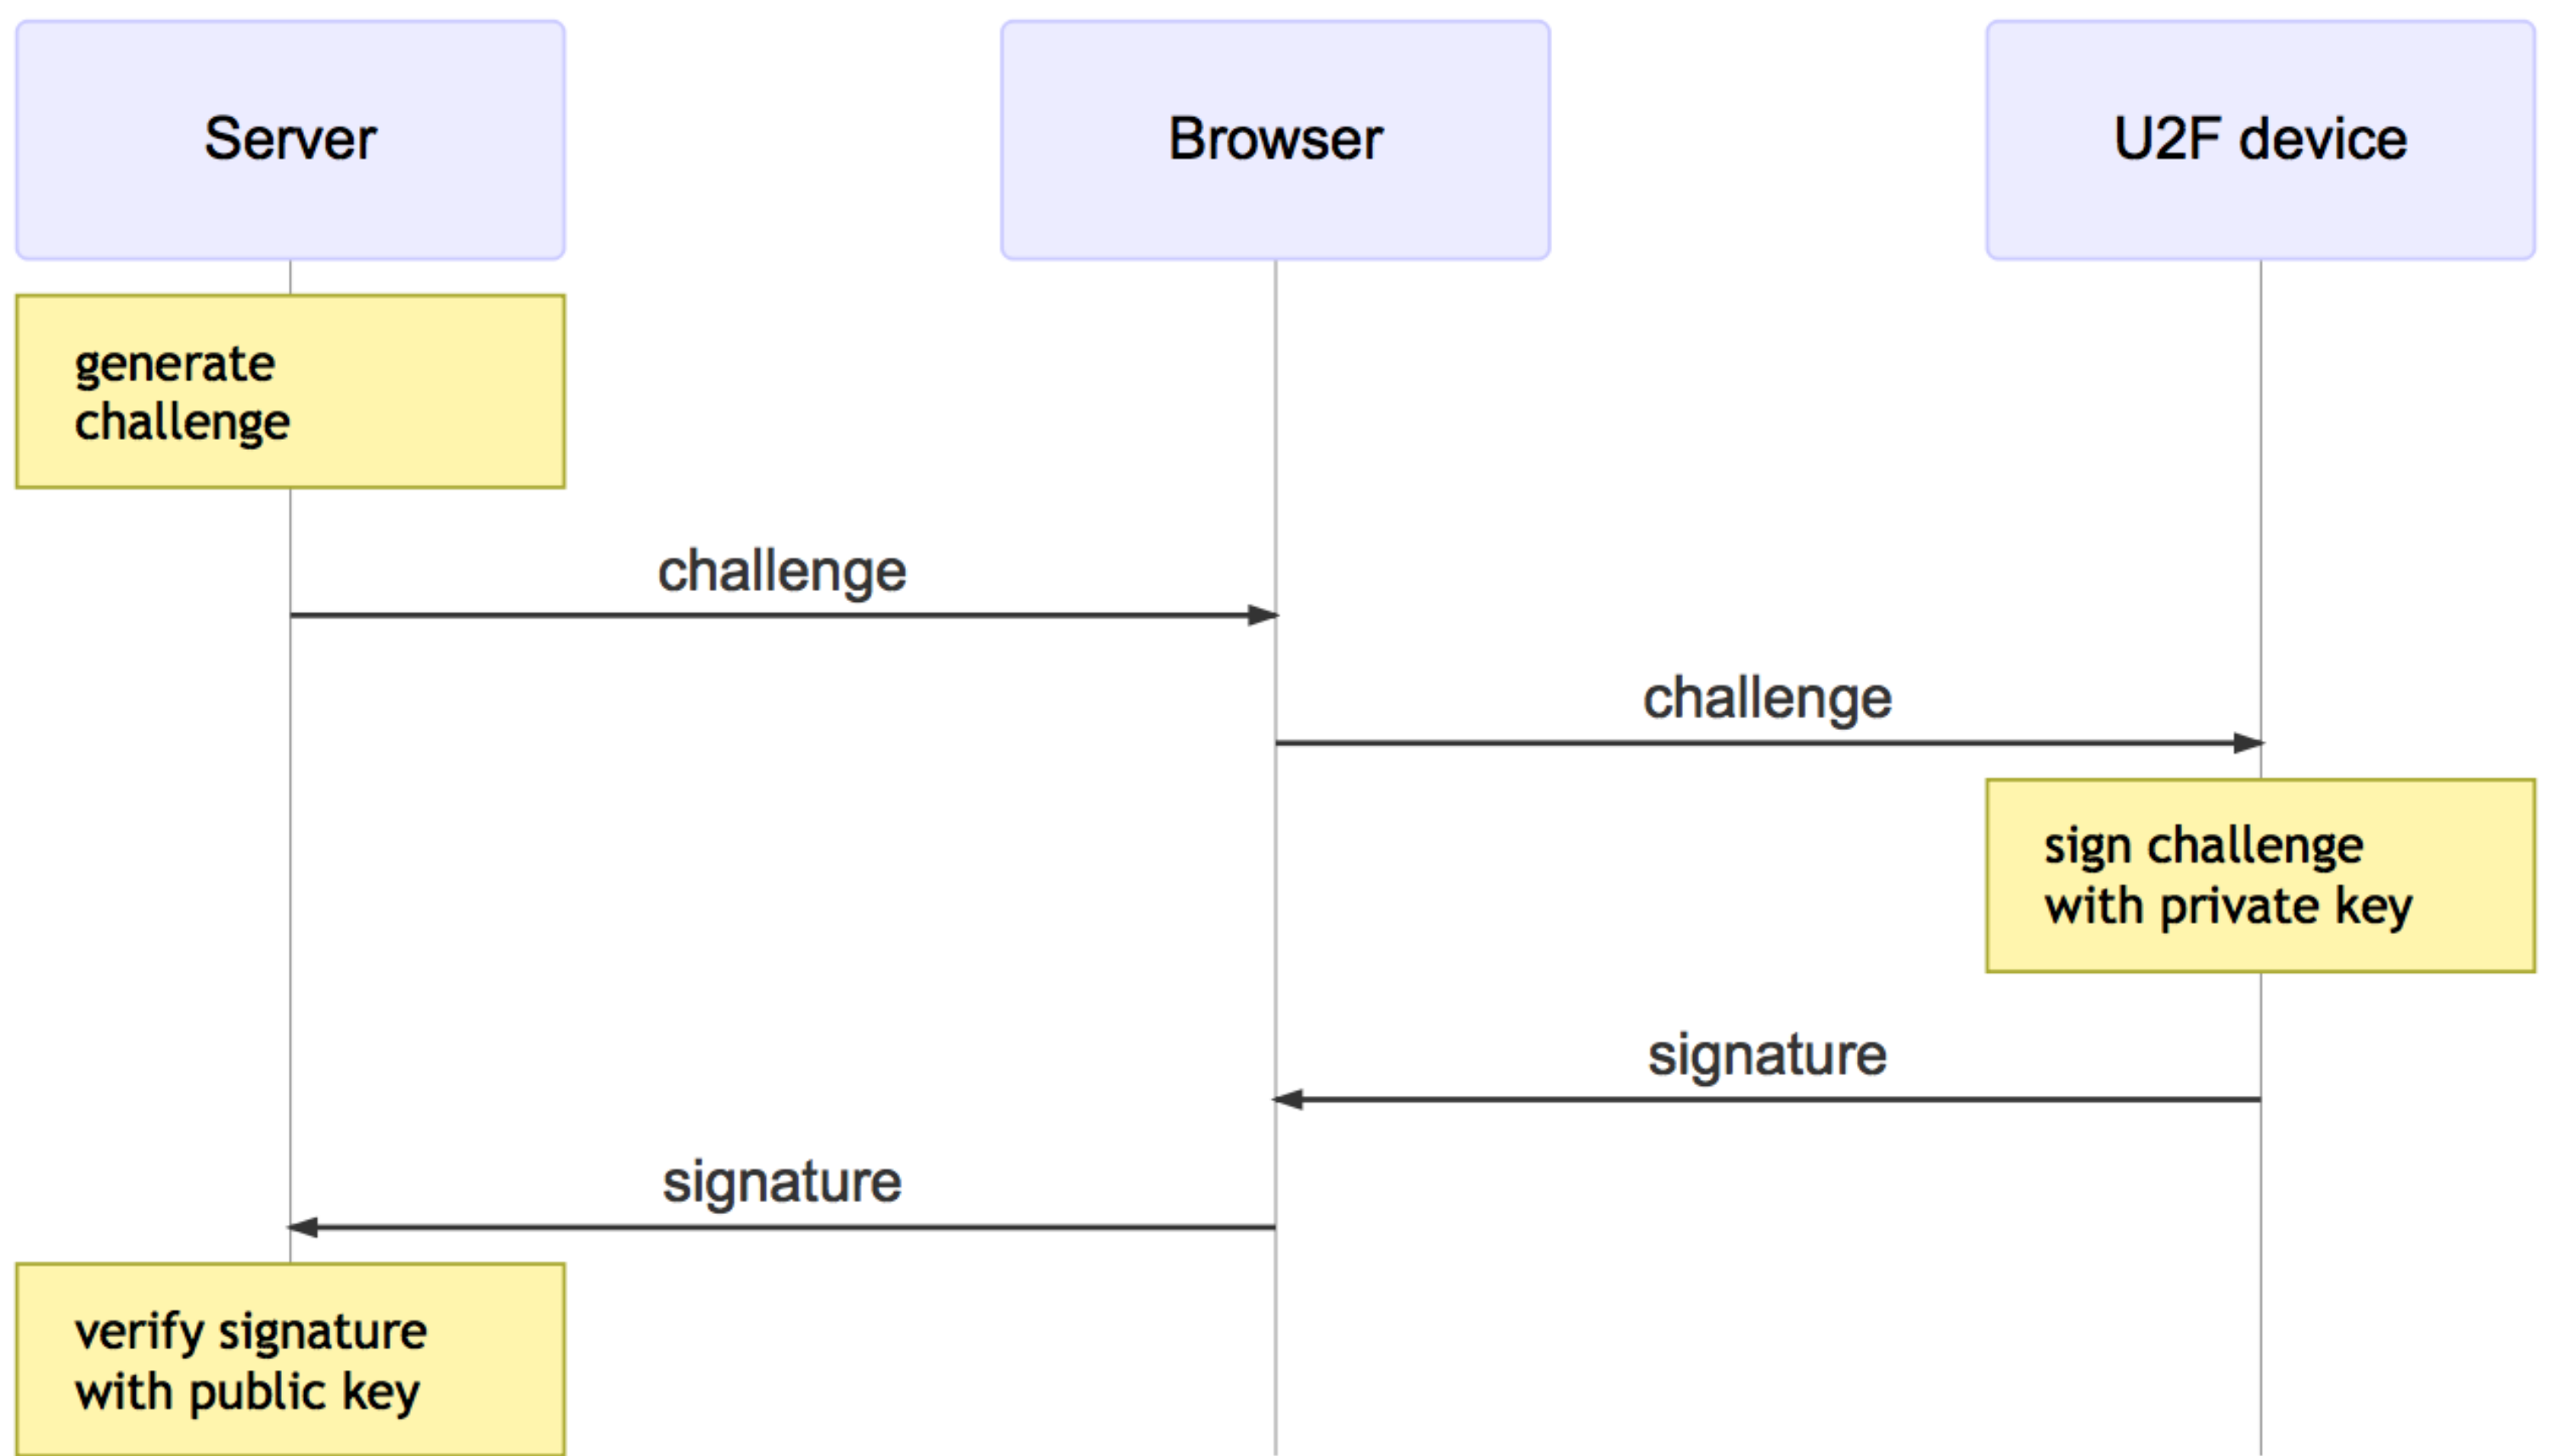 Server
Browser
U2F device
generate
challenge
challenge
challenge
sign challenge
with private key
signature
signature
verify signature
with public key